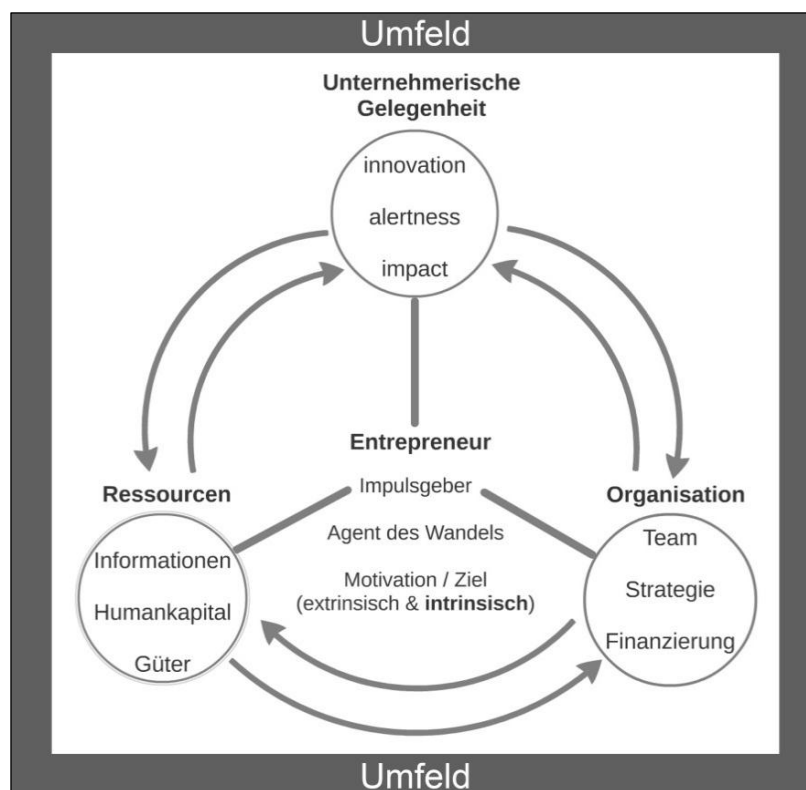 Umfeld
Unternehmerische
Gelegenheit
innovation
alertness
impact
Entrepreneur
Impulsgeber
Agent des Wandels
Motivation / Ziel
(extrinsisch & intrinsisch)
Ressourcen
Informationen
Humankapital
Güter
Organisation
Team
Strategie
Finanzierung
Umfeld